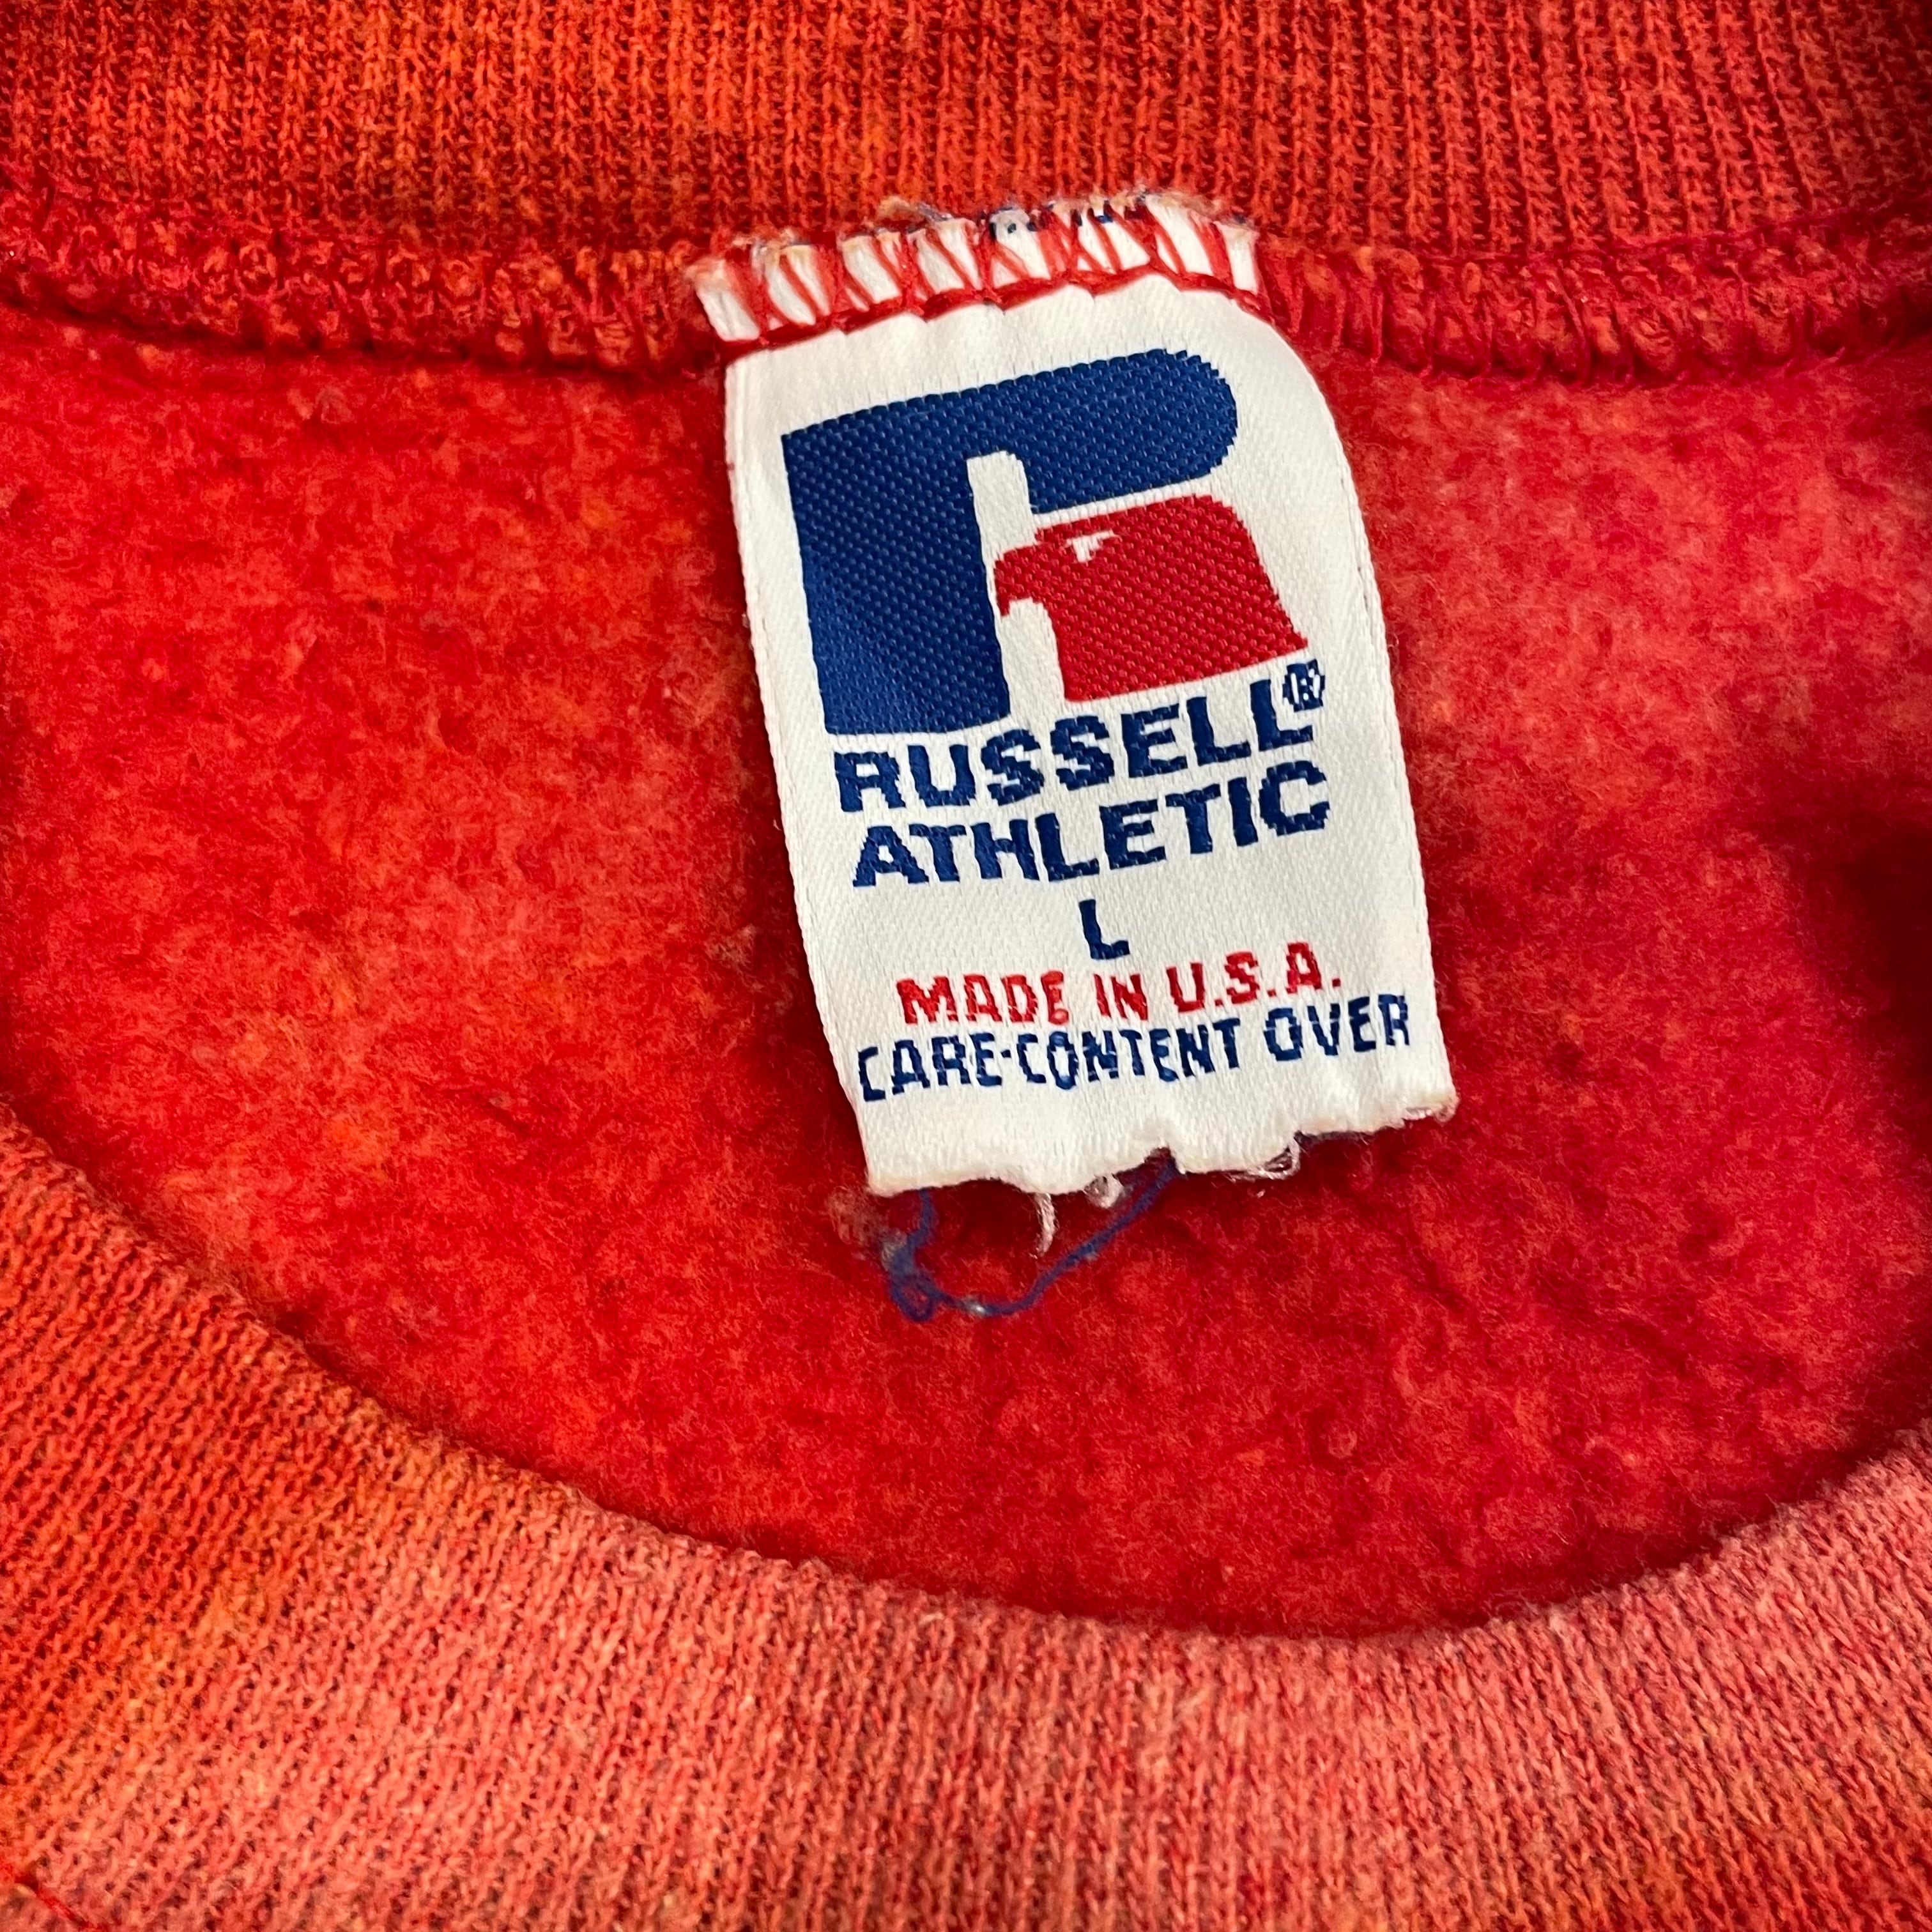 RUSSELL®
ATHLETIC
L
MADE IN U.S.A.
CARE-CONTENT OVER